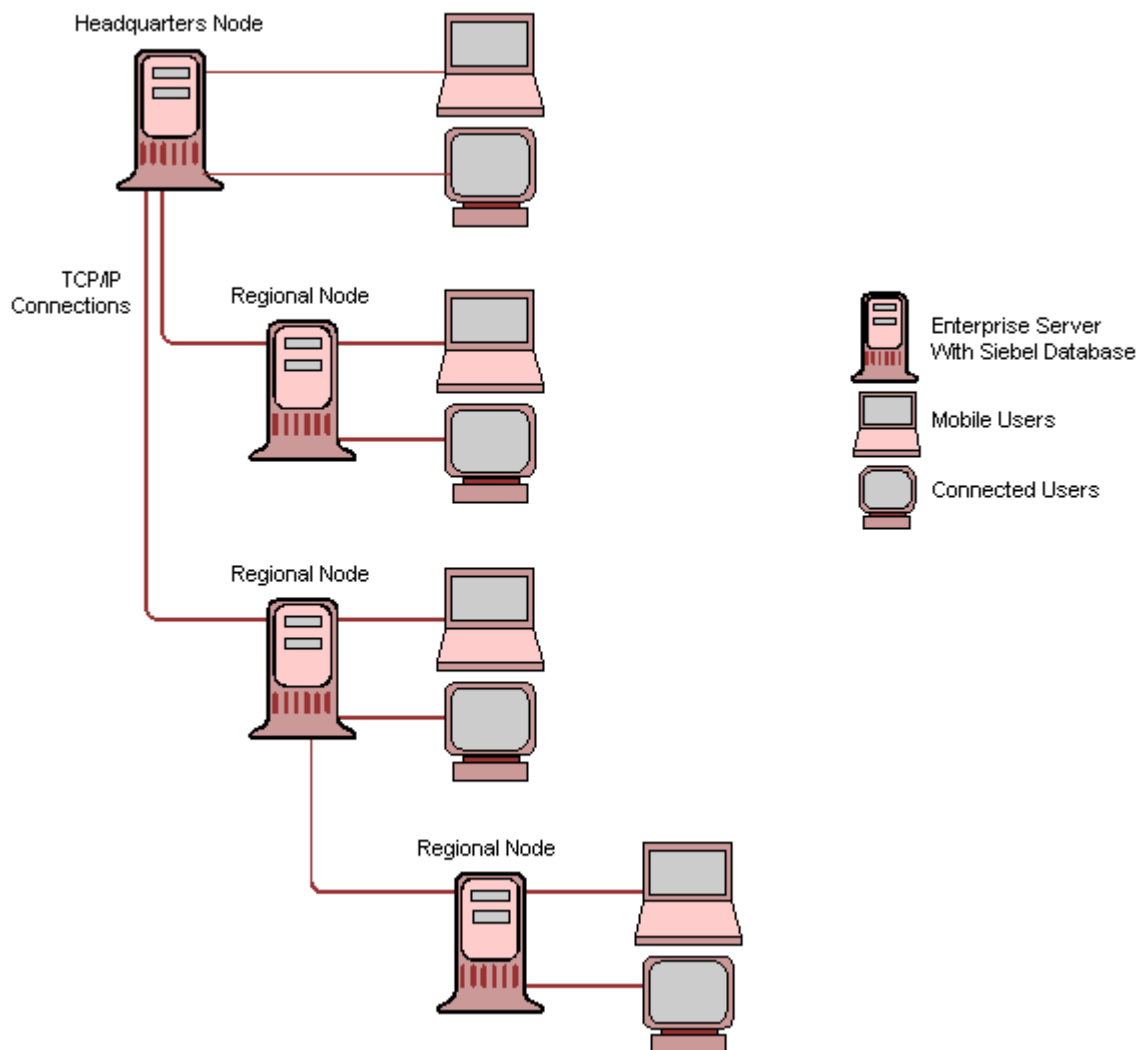 Headquarters Node
TCP/IP
Connections
Regional Node
Enterprise Server
With Siebel Database
Mobile Users
Connected Users
Regional Node
Regional Node